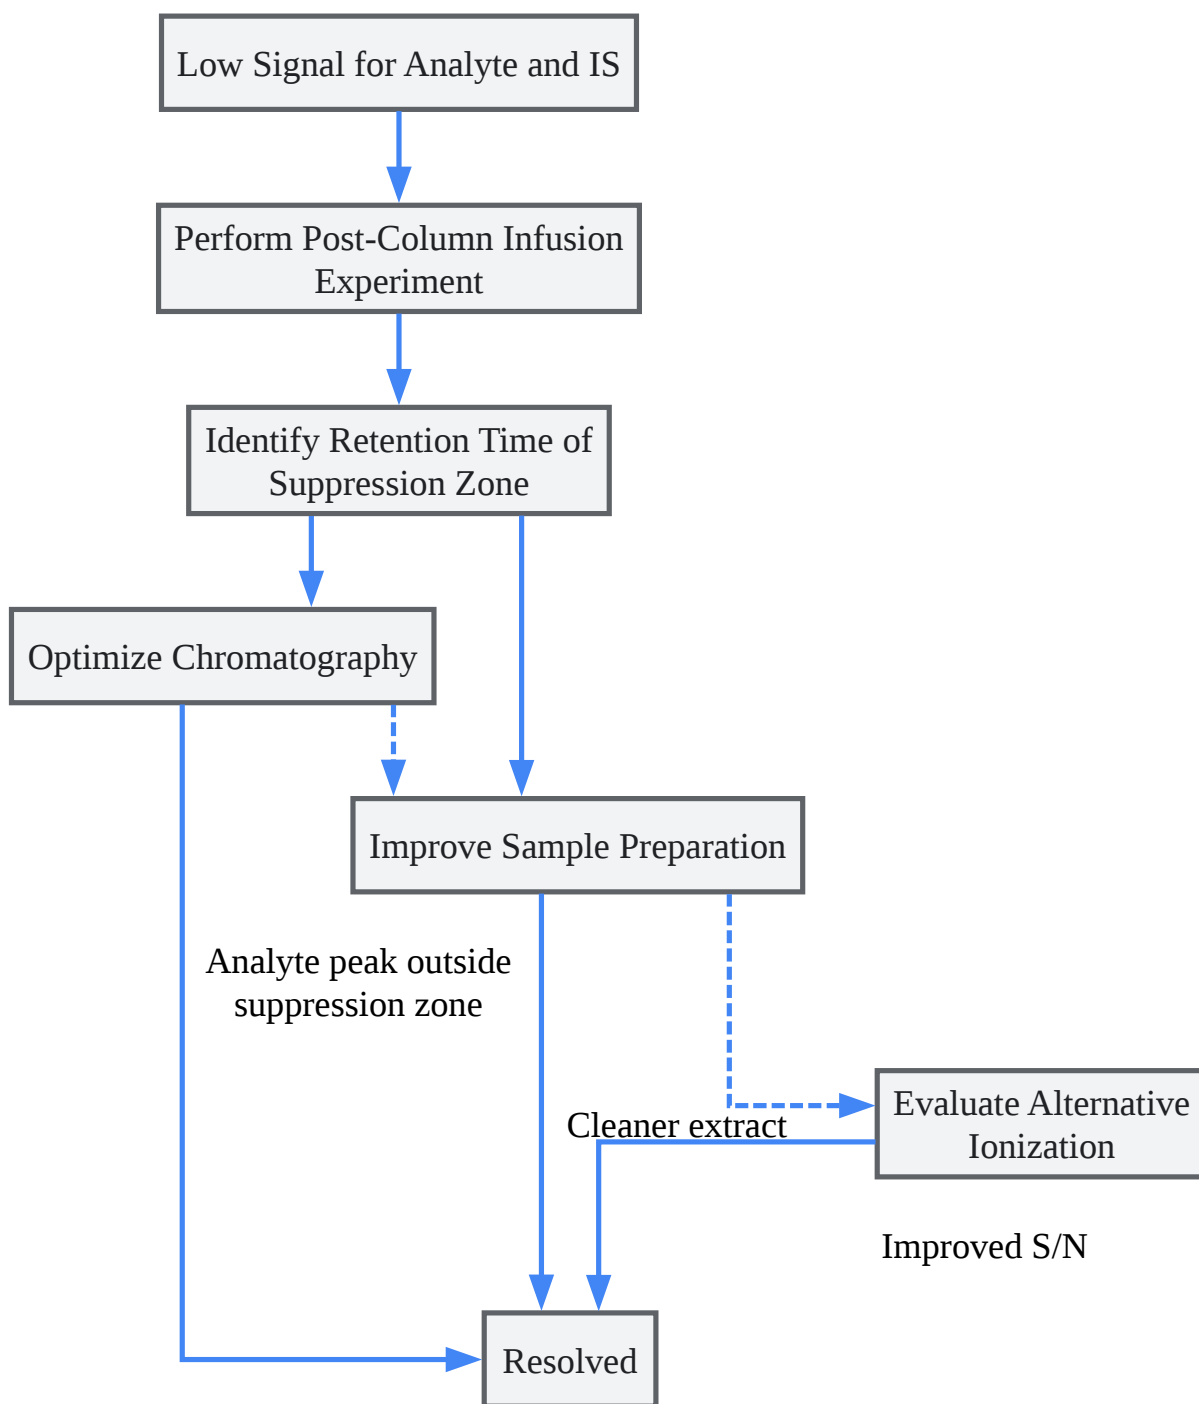 Low Signal for Analyte and IS
Perform Post-Column Infusion
Experiment
Identify Retention Time of
Suppression Zone
Optimize Chromatography
Improve Sample Preparation
Analyte peak outside
suppression zone
Evaluate Alternative
Ionization
Cleaner extract
Improved S/N
Resolved